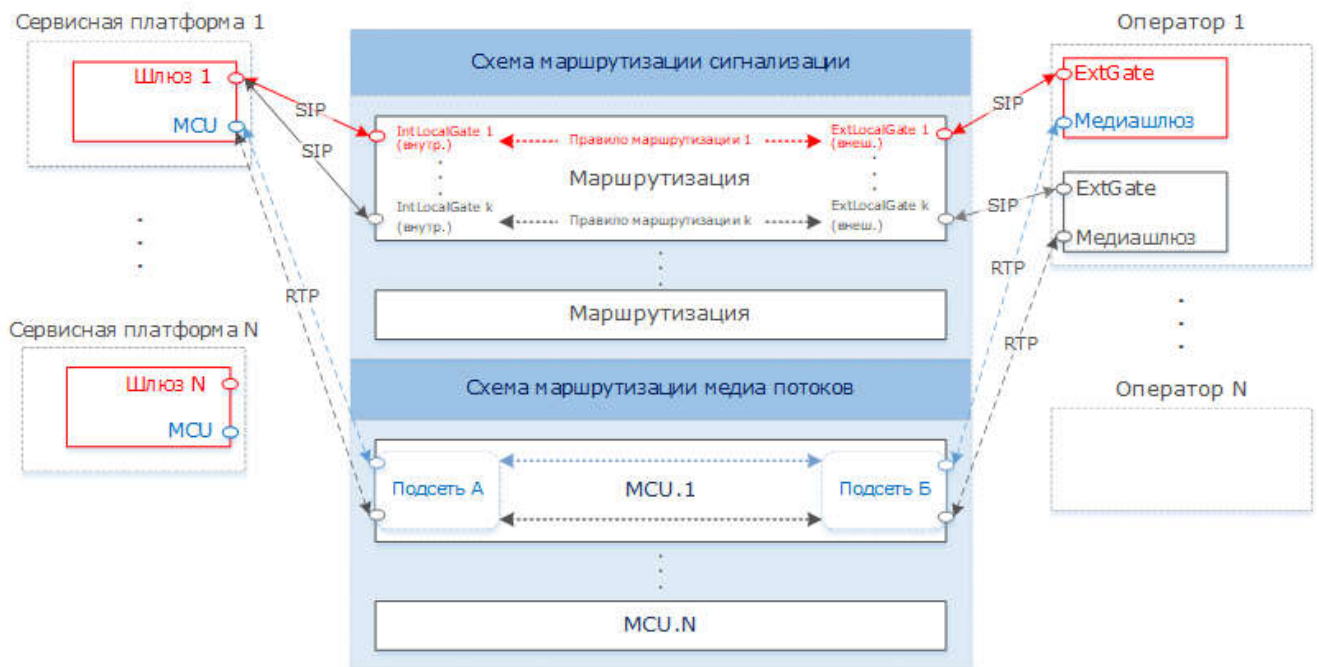 Сервисная платформа 1
Шлюз 1
MCU
Сервисная платформа N
Шлюз N
MCU
SIP
SIP
RTP
Схема маршрутизации сигнализации
IntLocalGate 1
(внутр.)
Правило маршрутизации 1
ExtLocalGate 1
(внеш.)
Маршрутизация
IntLocalGate k
(внутр.)
Правило маршрутизации k
ExtLocalGate k
(внеш.)
Маршрутизация
Схема маршрутизации медиа потоков
Подсеть А
MCU.1
Подсеть Б
MCU.N
SIP
SIP
RTP
RTP
Оператор 1
ExtGate
Медиашлюз
ExtGate
Медиашлюз
Оператор N